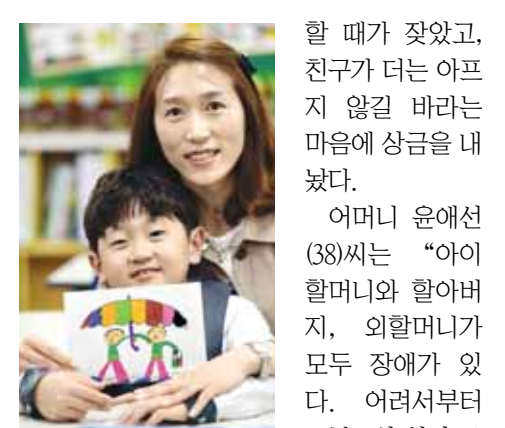 할 때가 잦았고,
친구가 더는 아프
지 않길 바라는
마음에 상금을 내
놨다.
어머니 윤애선
(38)씨는 “아이
할머니와 할아버
지, 외할머니가
모두 장애가 있
다. 어려서부터